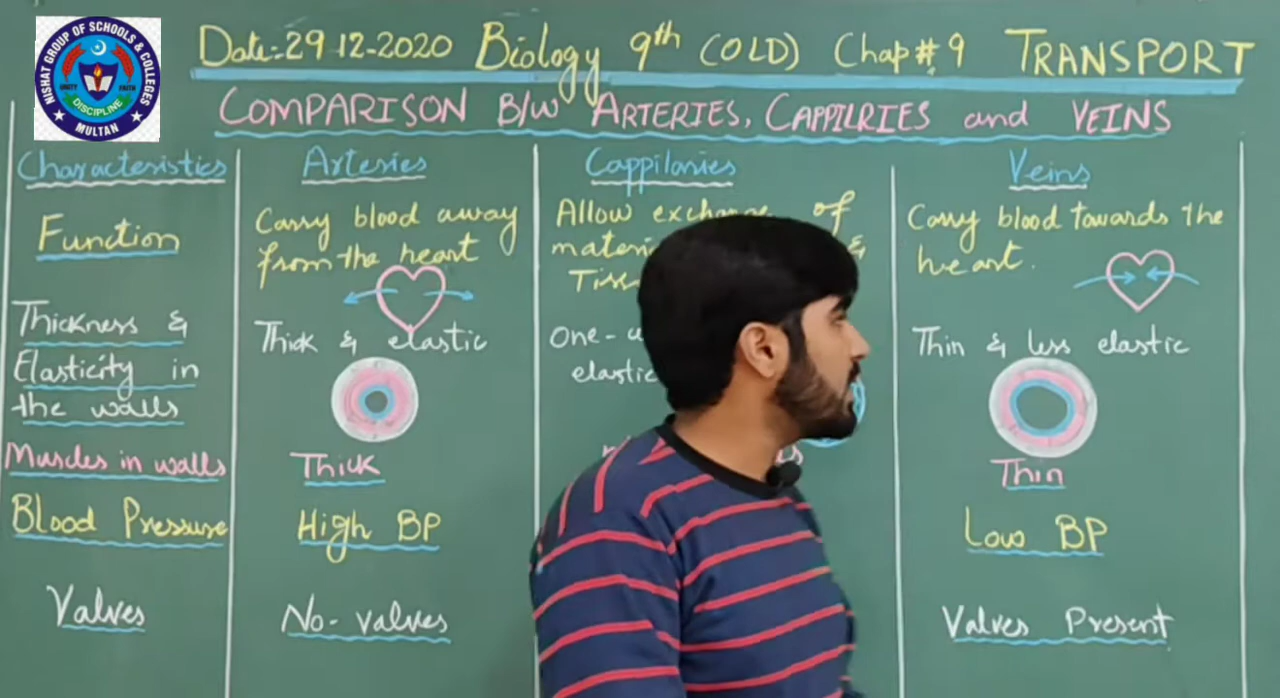 NISHAT GROUP OF SCHOOLS & COLLEGES
UNITY FAITH
DISCIPLINE
MULTAN
Date:-29-12-2020 Biology 9th (OLD) Chap# 9 TRANSPORT
COMPARISON B/W ARTERIES, CAPPILRIES and VEINS
Characteristics
Arteries
Cappilaries
Veins
Function
Carry blood away
from the heart
Allow of
&
Carry blood towards the
heart.
Thickness &
Elasticity in
the walls
Thick & elastic
One-
elastic
Thin & less elastic
Muscles in walls
Thick
Thin
Blood Pressure
High BP
Low BP
Valves
No-valves
Valves Present